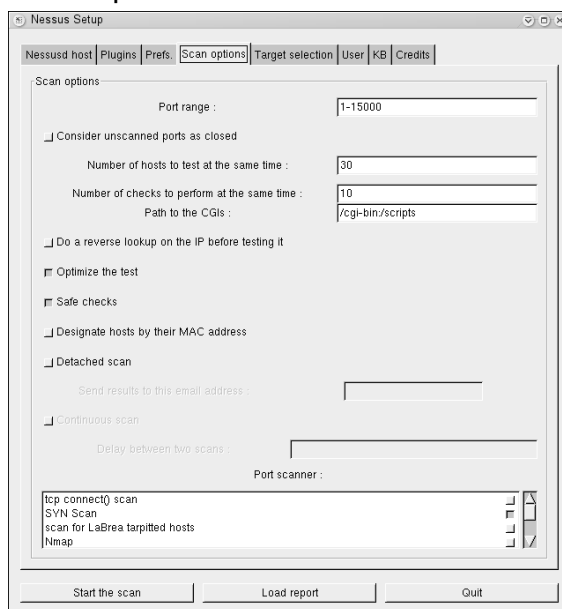 Nessus Setup
Nessusd host Plugins Prefs. Scan options Target selection User KB Credits
Scan options
Port range : 1-15000
Consider unscanned ports as closed
Number of hosts to test at the same time : 30
Number of checks to perform at the same time : 10
Path to the CGIs : /cgi-bin:/scripts
Do a reverse lookup on the IP before testing it
Optimize the test
Safe checks
Designate hosts by their MAC address
Detached scan
Send results to this email address :
Continuous scan
Delay between two scans :
Port scanner :
tcp connect() scan
SYN Scan
scan for LaBrea tarpitted hosts
Nmap
Start the scan Load report Quit